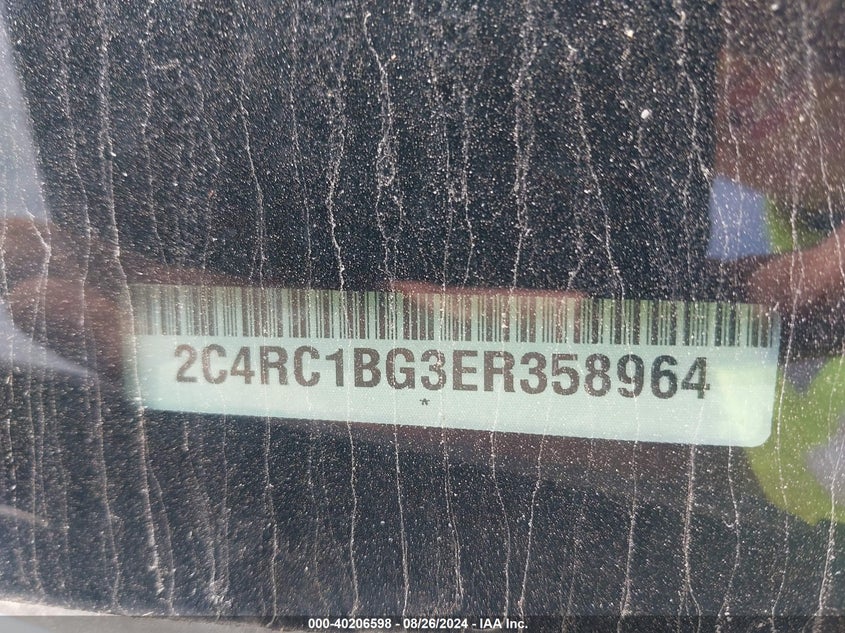 2C4RC1BG3ER358964
*
000-40206598 - 08/26/2024 - IAA Inc.